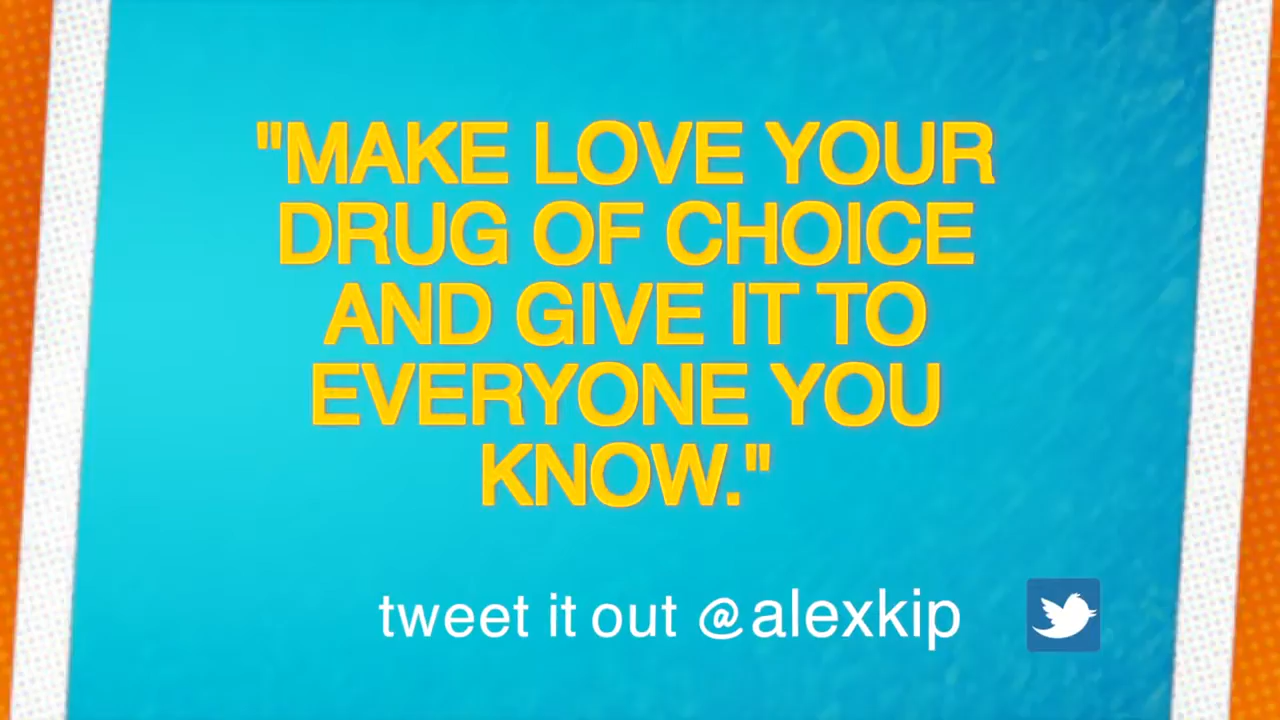 "MAKE LOVE YOUR
DRUG OF CHOICE
AND GIVE IT TO
EVERYONE YOU
KNOW."
tweet it out @alexkip